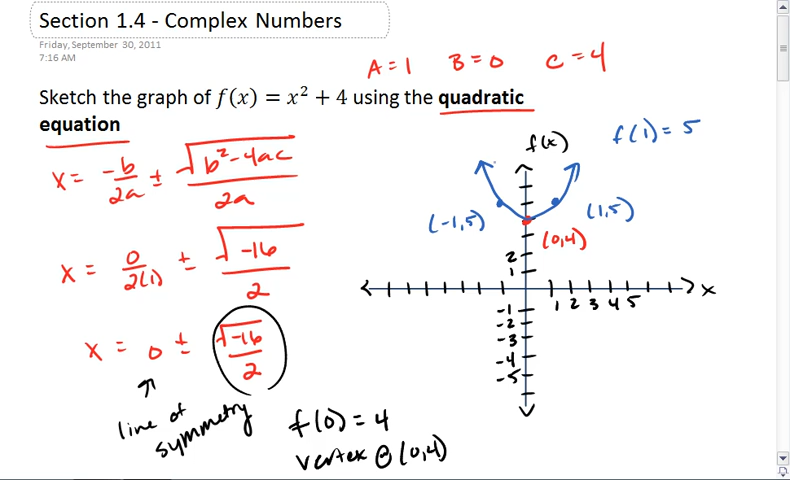 Section 1.4 - Complex Numbers
Friday, September 30, 2011
7:16 AM
A = 1 B = 0 C = 4
Sketch the graph of f(x) = x² + 4 using the quadratic
equation
x = -b/2a ± √(b²-4ac)/2a
x = 0/2(1) ± √-16/2
x = 0 ± √-16/2
line of
symmetry
f(0) = 4
vertex @ (0,4)
f(x)
f(1) = 5
(-1,5)
(1,5)
(0,4)
2
1
x
1 2 3 4 5
-1
-2
-3
-4
-5